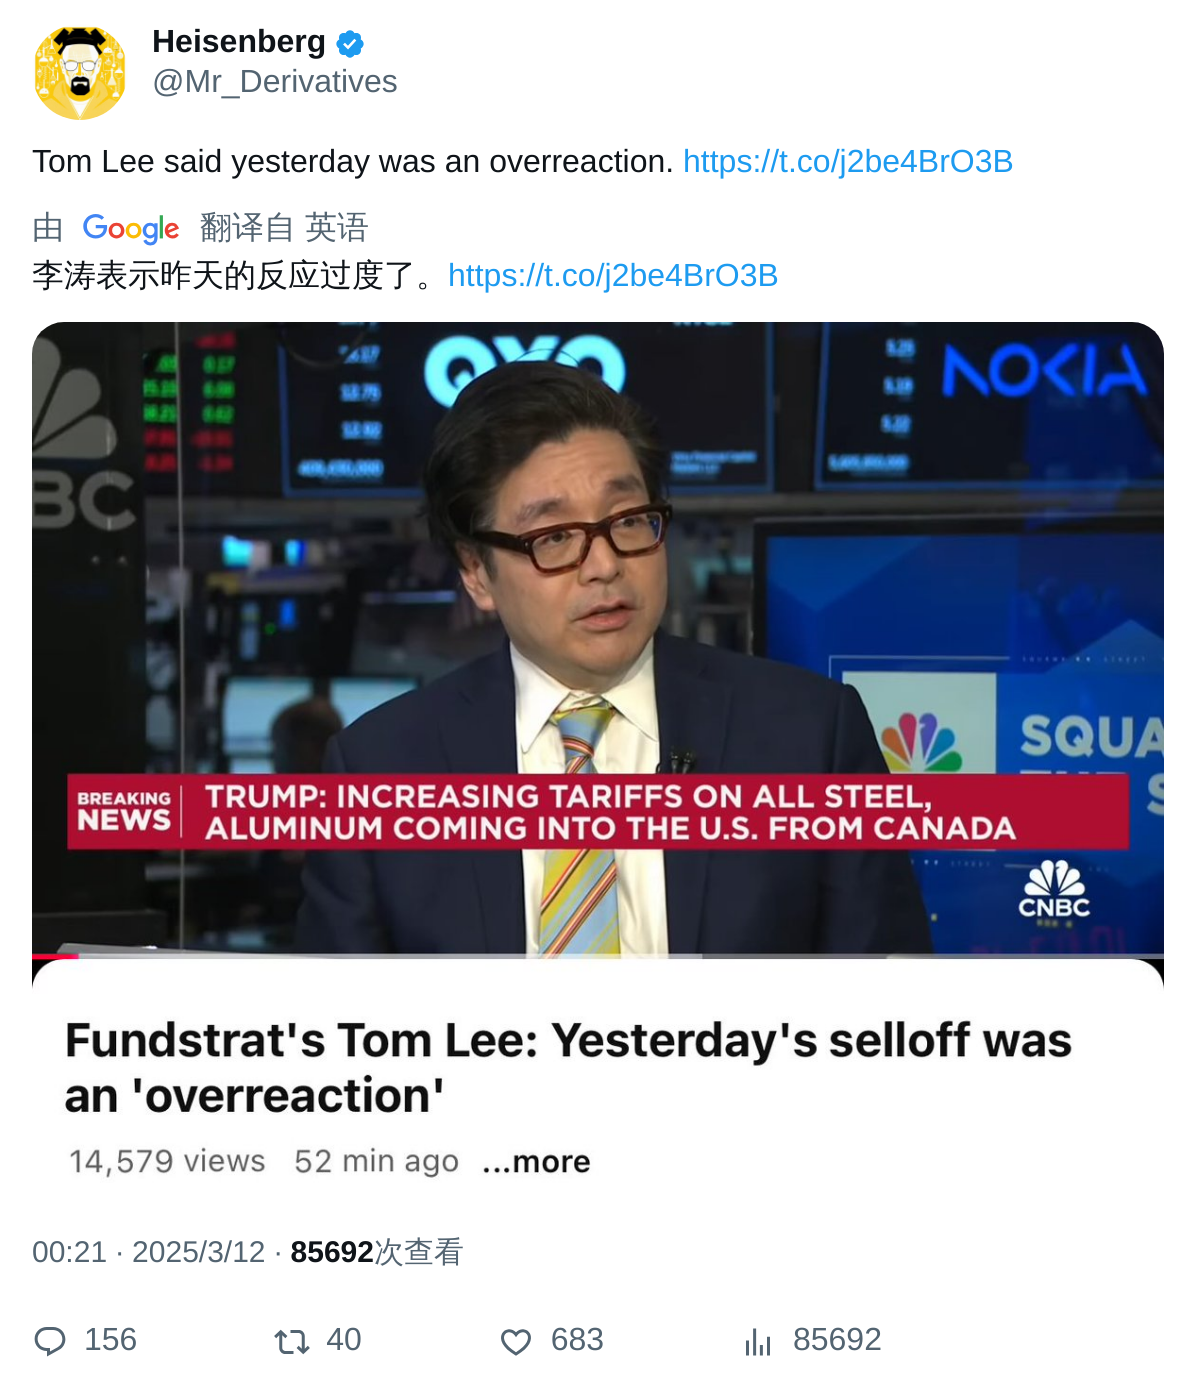 Heisenberg
@Mr_Derivatives
Tom Lee said yesterday was an overreaction. https://t.co/j2be4BrO3B
由 Google 翻译自 英语
李涛表示昨天的反应过度了。https://t.co/j2be4BrO3B
NOKIA
BC
SQUA
BREAKING NEWS
TRUMP: INCREASING TARIFFS ON ALL STEEL,
ALUMINUM COMING INTO THE U.S. FROM CANADA
CNBC
Fundstrat's Tom Lee: Yesterday's selloff was
an 'overreaction'
14,579 views 52 min ago ...more
00:21 · 2025/3/12 · 85692次查看
156 40 683 85692